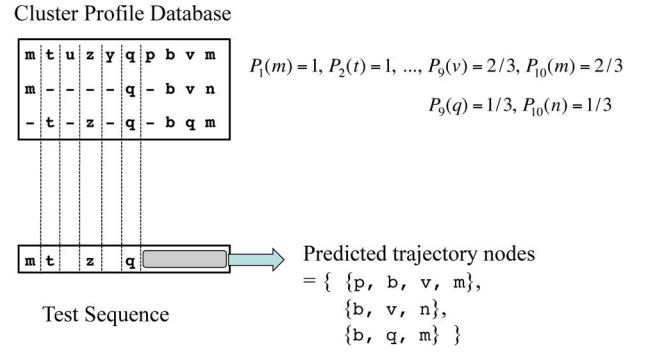 Cluster Profile Database
m t u z y q p b v m
m - - - - q - b v n
- t - z - q - b q m
P₁(m) = 1, P₂(t) = 1, ..., P₉(v) = 2/3, P₁₀(m) = 2/3
P₉(q) = 1/3, P₁₀(n) = 1/3
m t z q
Test Sequence
Predicted trajectory nodes
= { {p, b, v, m},
{b, v, n},
{b, q, m} }